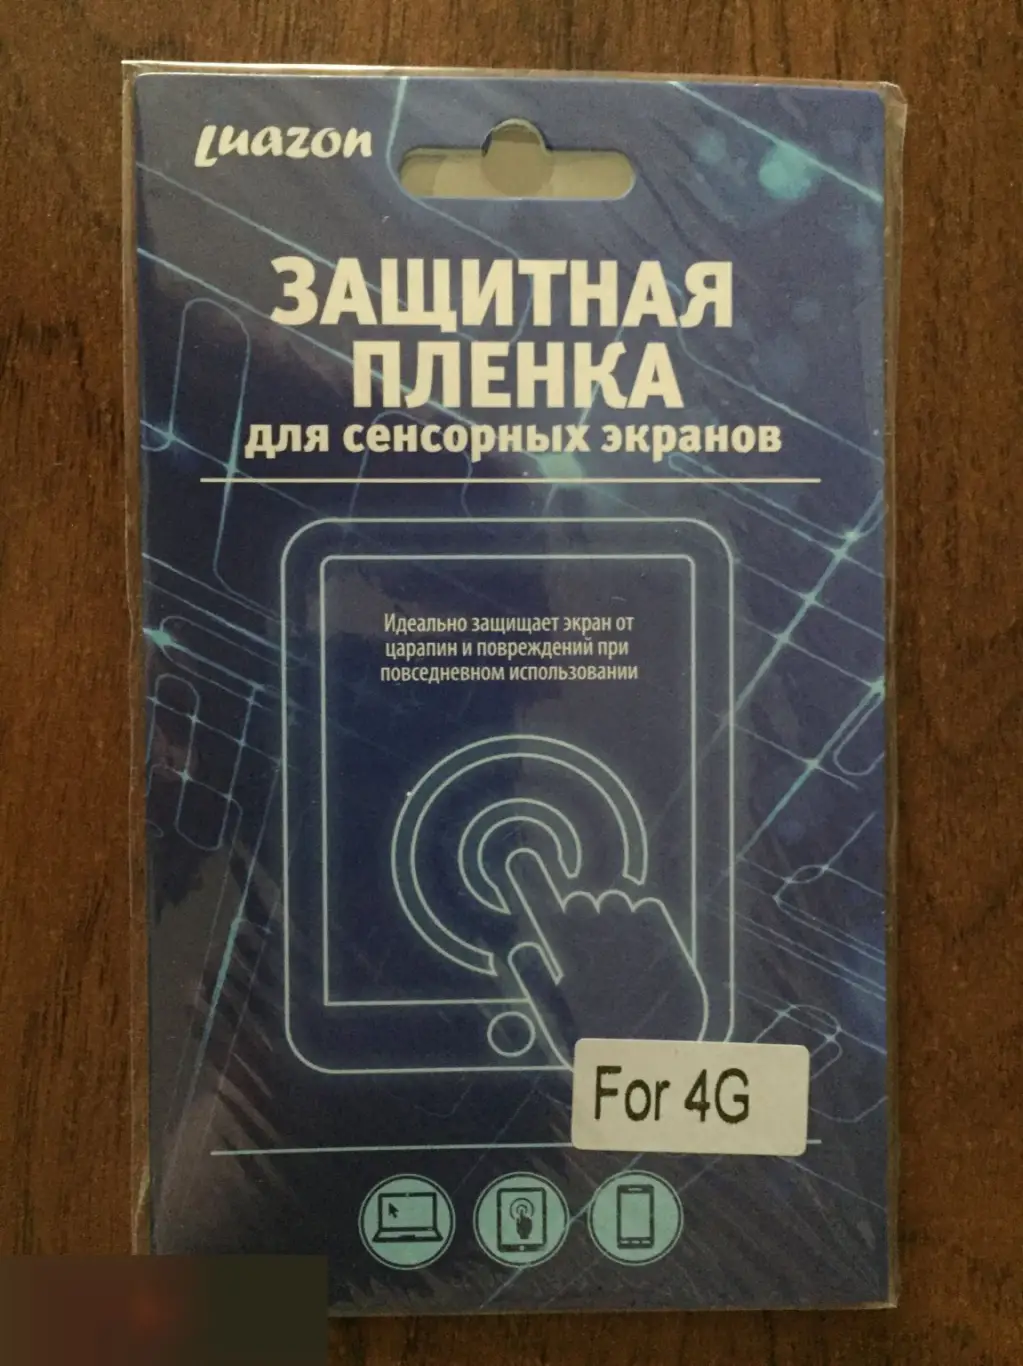 Luazon
ЗАЩИТНАЯ
ПЛЕНКА
для сенсорных экранов
Идеально защищает экран от
царапин и повреждений при
повседневном использовании
For 4G